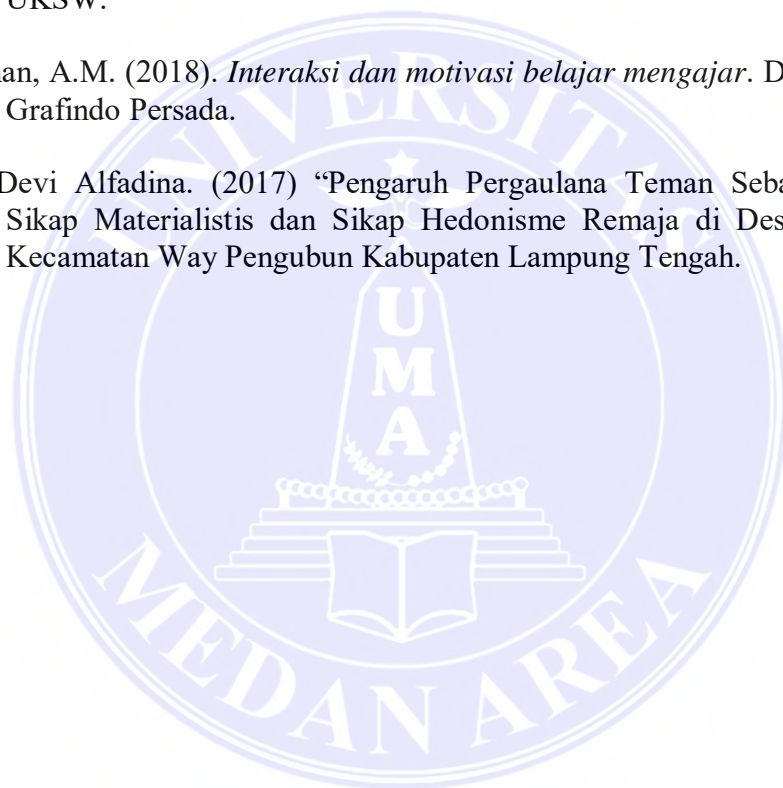 UKSW.
an, A.M. (2018). Interaksi dan motivasi belajar mengajar. D
Grafindo Persada.
Devi Alfadina. (2017) “Pengaruh Pergaulana Teman Seba
Sikap Materialistis dan Sikap Hedonisme Remaja di Des
Kecamatan Way Pengubun Kabupaten Lampung Tengah.
UNIVERSITAS
U
M
A
MEDAN AREA